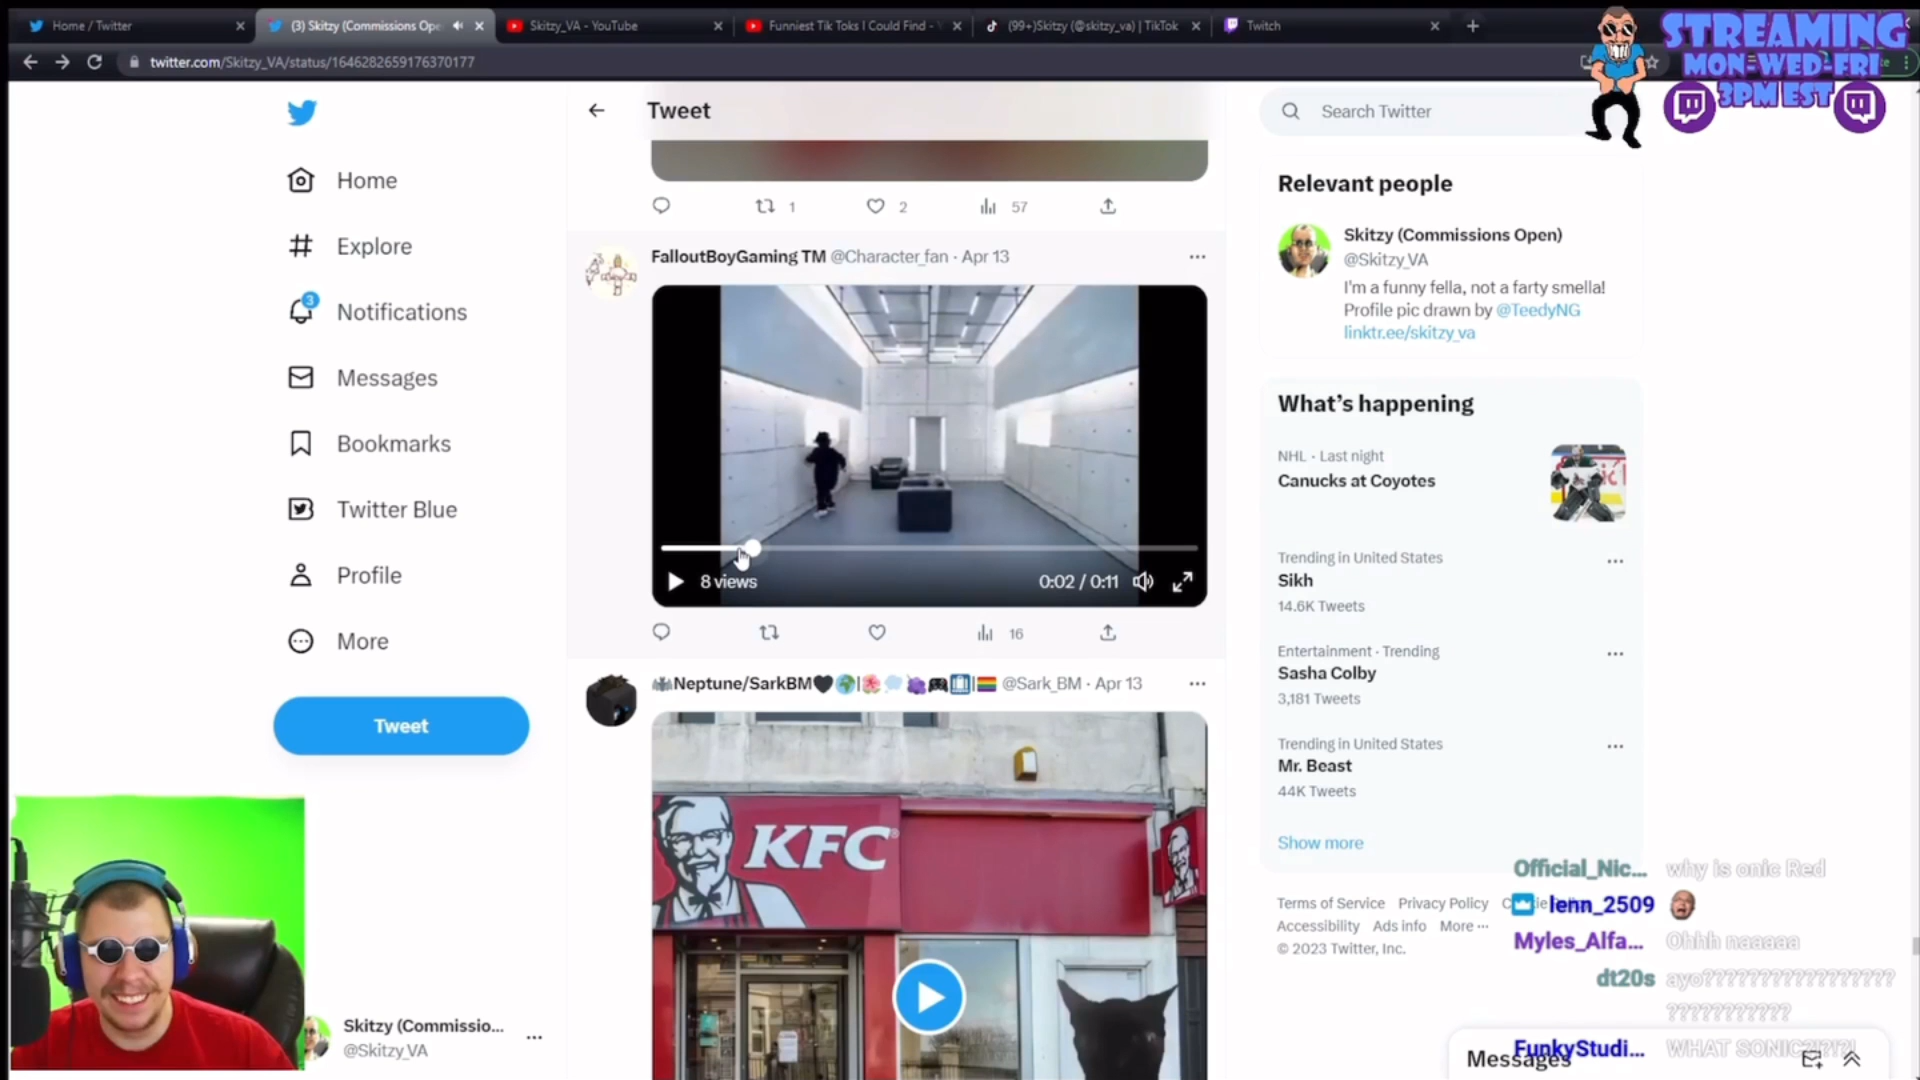 Home / Twitter
(3) Skitzy (Commissions Ope
Skitzy_VA - YouTube
Funniest Tik Toks I Could Find -
(99+)Skitzy (@skitzy_va) | TikTok
Twitch
STREAMING
MON-WED-FRI
3PM EST
twitter.com/Skitzy_VA/status/1646282659176370177
Tweet
Search Twitter
Home
Explore
3
Notifications
Messages
Bookmarks
Twitter Blue
Profile
More
Tweet
1
2
57
FalloutBoyGaming TM @Character_fan · Apr 13
8 views
0:02 / 0:11
16
Neptune/SarkBM @Sark_BM · Apr 13
KFC
Relevant people
Skitzy (Commissions Open)
@Skitzy_VA
I'm a funny fella, not a farty smella!
Profile pic drawn by @TeedyNG
linktr.ee/skitzy_va
What's happening
NHL · Last night
Canucks at Coyotes
Trending in United States
Sikh
14.6K Tweets
Entertainment · Trending
Sasha Colby
3,181 Tweets
Trending in United States
Mr. Beast
44K Tweets
Show more
Terms of Service Privacy Policy
Accessibility Ads info More ···
© 2023 Twitter, Inc.
Official_Nic... why is onic Red
lenn_2509
Myles_Alfa... Ohhh naaaaa
dt20s ayo?????????????????
???????????
FunkyStudi... WHAT SONIC?!?!?!
Messages
Skitzy (Commissio...
@Skitzy_VA